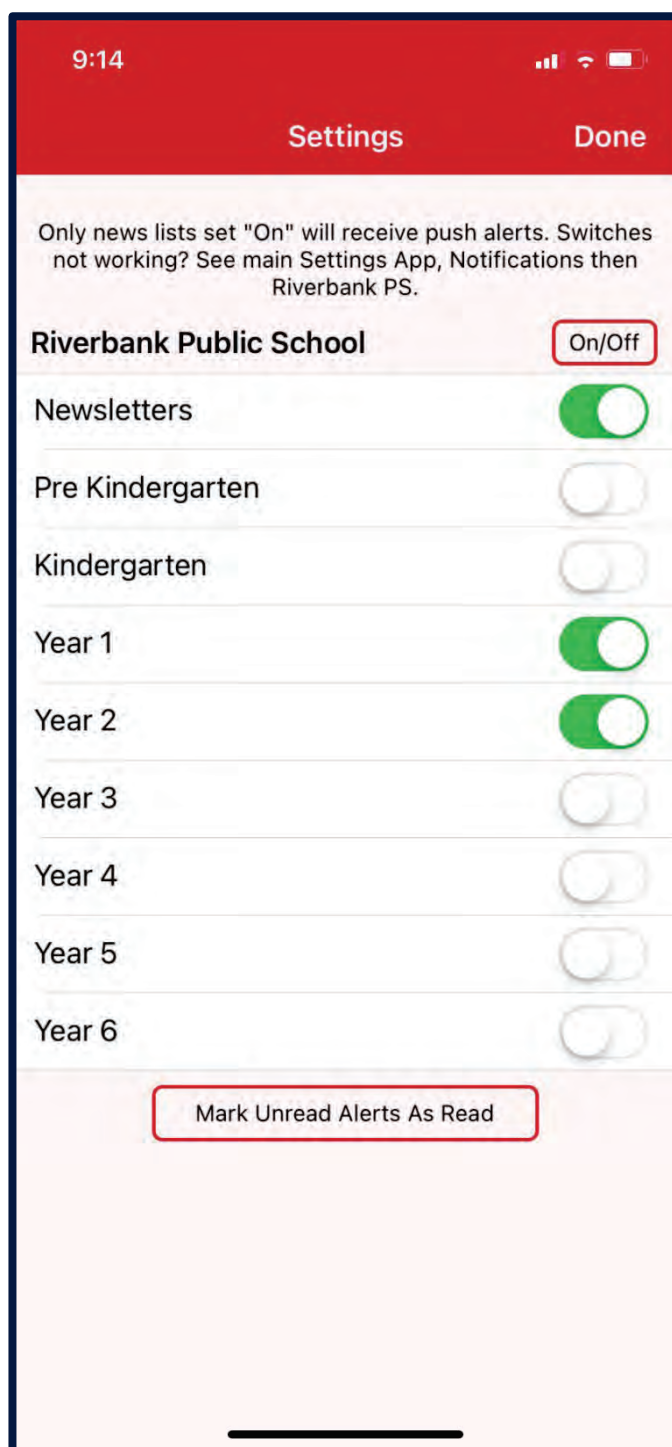 9:14
Settings Done
Only news lists set "On" will receive push alerts. Switches
not working? See main Settings App, Notifications then
Riverbank PS.
Riverbank Public School On/Off
Newsletters
Pre Kindergarten
Kindergarten
Year 1
Year 2
Year 3
Year 4
Year 5
Year 6
Mark Unread Alerts As Read